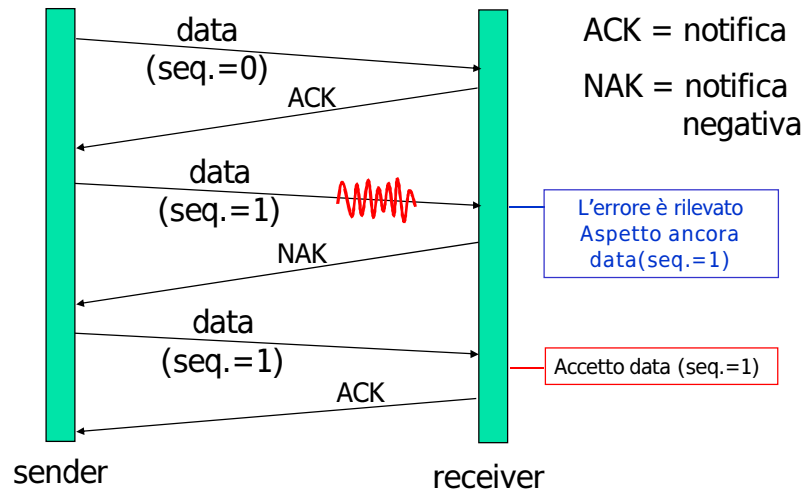 data
(seq.=0)
ACK
data
(seq.=1)
NAK
data
(seq.=1)
ACK
sender
receiver
ACK = notifica
NAK = notifica
negativa
L'errore è rilevato
Aspetto ancora
data(seq.=1)
Accetto data (seq.=1)